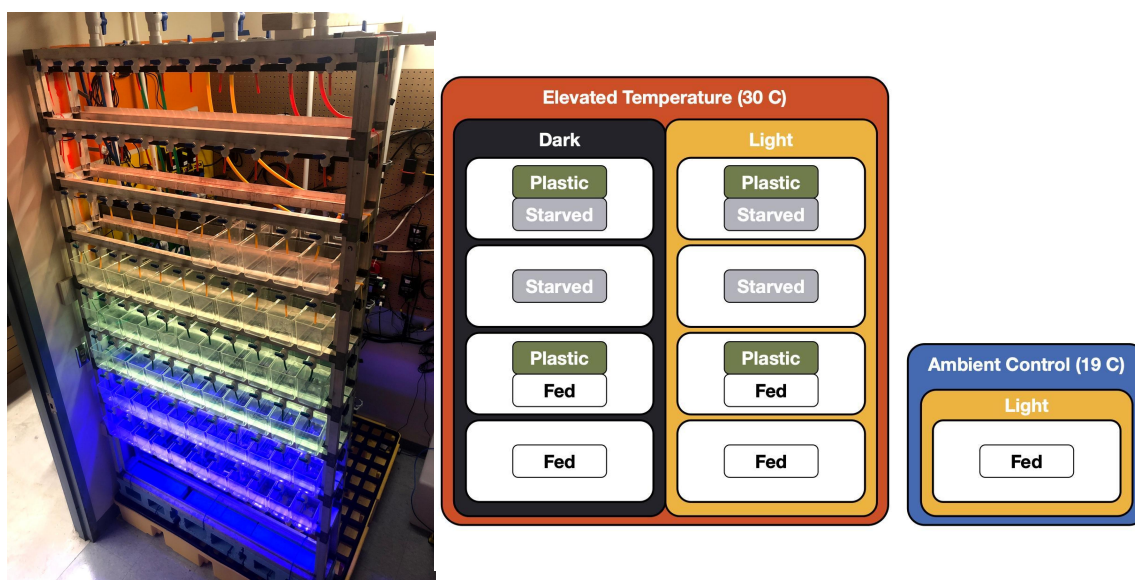 Elevated Temperature (30 C)
Dark
Light
Plastic
Starved
Plastic
Starved
Starved
Starved
Plastic
Fed
Plastic
Fed
Fed
Fed
Ambient Control (19 C)
Light
Fed